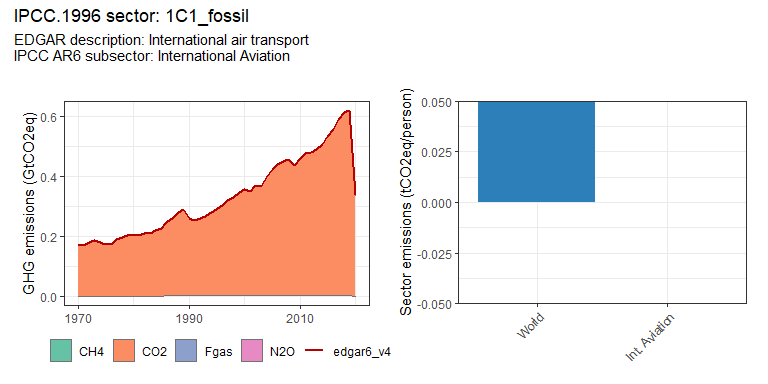 IPCC.1996 sector: 1C1_fossil
EDGAR description: International air transport
IPCC AR6 subsector: International Aviation
GHG emissions (GtCO2eq)
0.6
0.4
0.2
0.0
1970
1990
2010
CH4 CO2 Fgas N2O edgar6_v4
Sector emissions (tCO2eq/person)
0.050
0.025
0.000
-0.025
-0.050
World
Int. Aviation